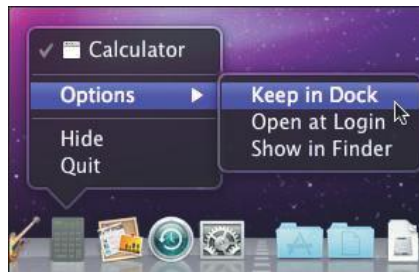 Calculator
Options
Hide
Quit
Keep in Dock
Open at Login
Show in Finder